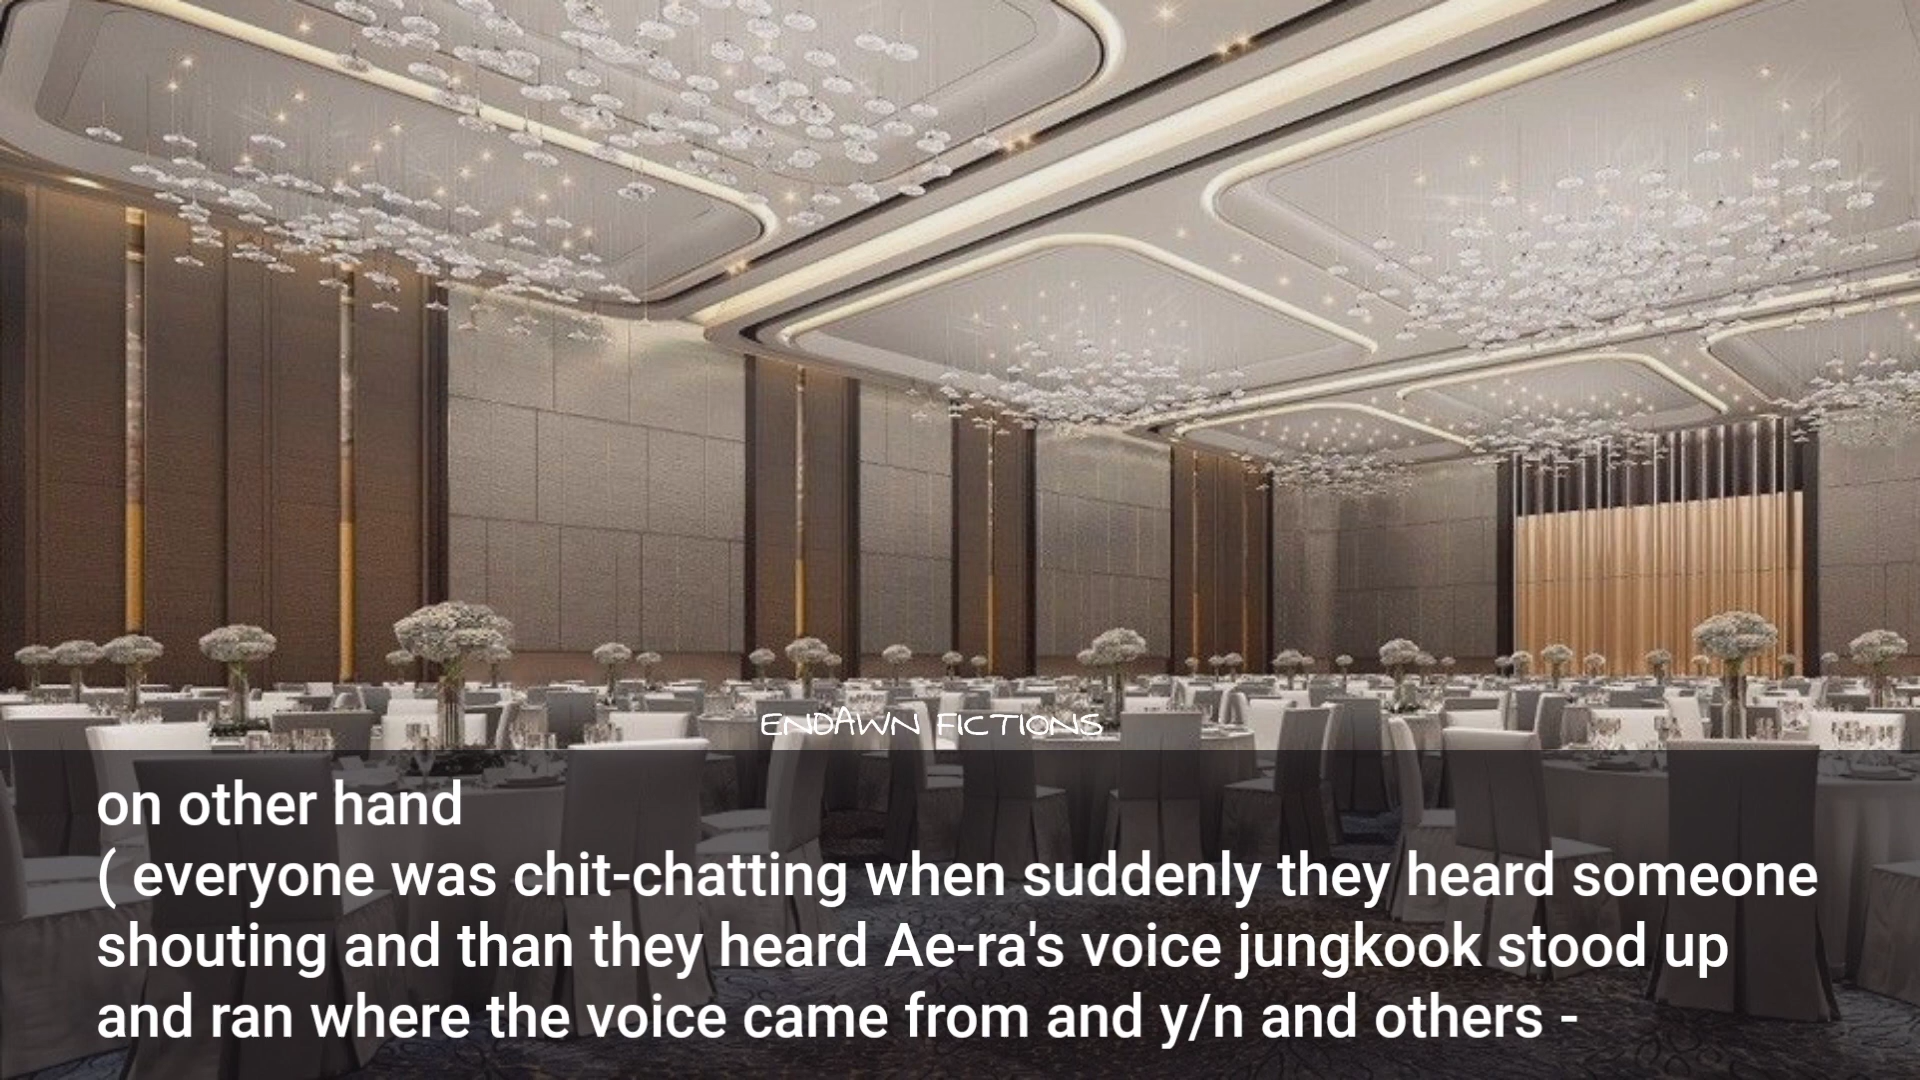 ENDAWN FICTIONS
on other hand
( everyone was chit-chatting when suddenly they heard someone
shouting and than they heard Ae-ra's voice jungkook stood up
and ran where the voice came from and y/n and others -